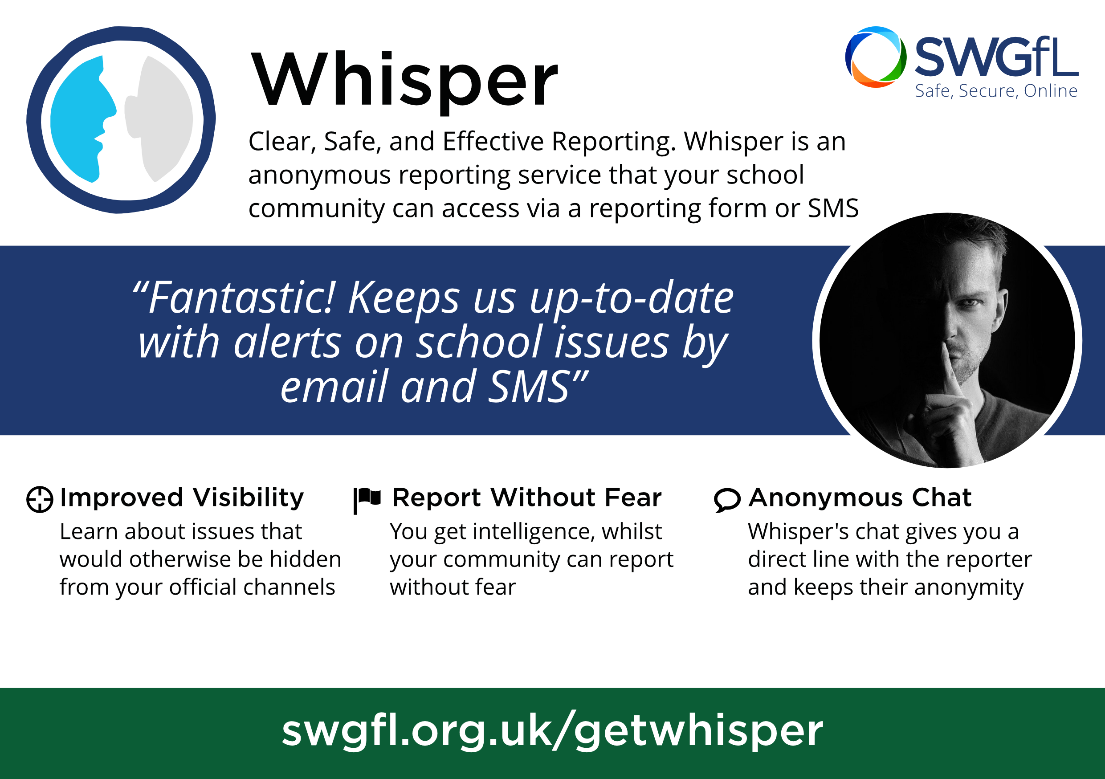 Whisper
SWGfL
Safe, Secure, Online
Clear, Safe, and Effective Reporting. Whisper is an
anonymous reporting service that your school
community can access via a reporting form or SMS
“Fantastic! Keeps us up-to-date
with alerts on school issues by
email and SMS”
Improved Visibility
Learn about issues that
would otherwise be hidden
from your official channels
Report Without Fear
You get intelligence, whilst
your community can report
without fear
Anonymous Chat
Whisper's chat gives you a
direct line with the reporter
and keeps their anonymity
swgfl.org.uk/getwhisper